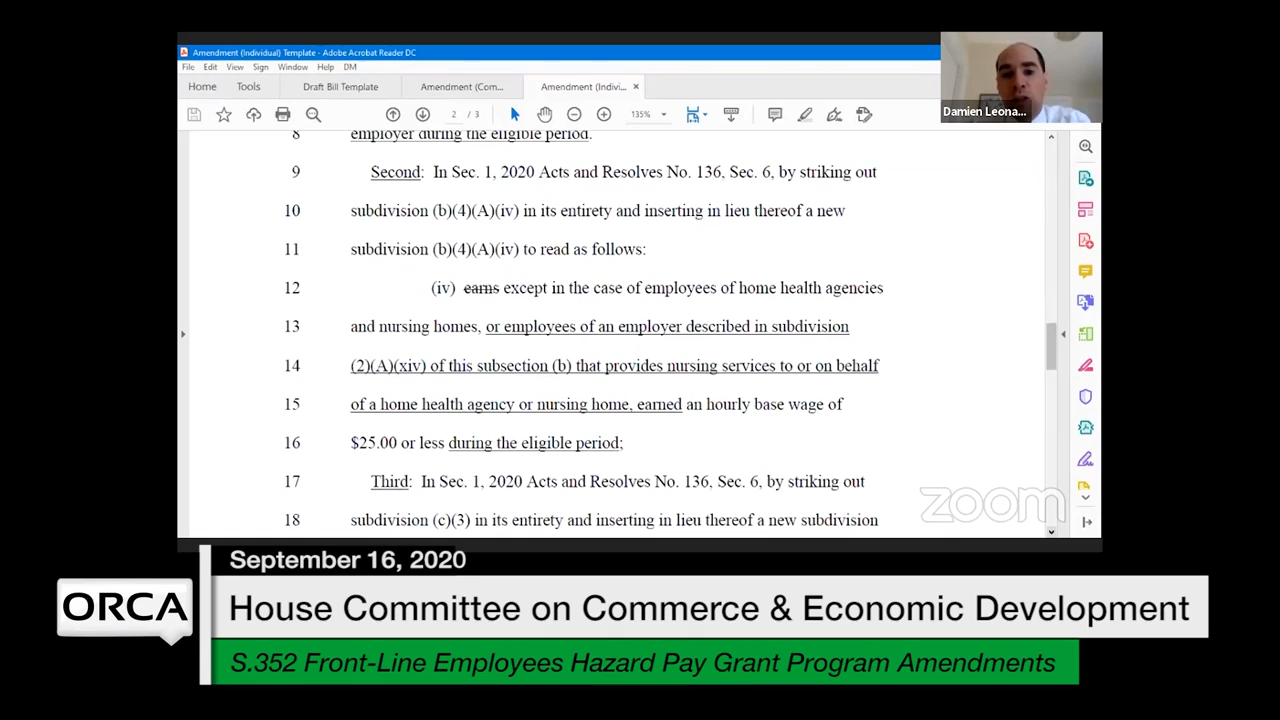 Amendment (Individual) Template - Adobe Acrobat Reader DC
File Edit View Sign Window Help DM
Home Tools Draft Bill Template Amendment (Com... Amendment (Indivi... ×
2 / 3 135%
Damien Leona...
8 employer during the eligible period.
9 Second: In Sec. 1, 2020 Acts and Resolves No. 136, Sec. 6, by striking out
10 subdivision (b)(4)(A)(iv) in its entirety and inserting in lieu thereof a new
11 subdivision (b)(4)(A)(iv) to read as follows:
12 (iv) earns except in the case of employees of home health agencies
13 and nursing homes, or employees of an employer described in subdivision
14 (2)(A)(xiv) of this subsection (b) that provides nursing services to or on behalf
15 of a home health agency or nursing home, earned an hourly base wage of
16 $25.00 or less during the eligible period;
17 Third: In Sec. 1, 2020 Acts and Resolves No. 136, Sec. 6, by striking out
18 subdivision (c)(3) in its entirety and inserting in lieu thereof a new subdivision
zoom
September 16, 2020
ORCA
House Committee on Commerce & Economic Development
S.352 Front-Line Employees Hazard Pay Grant Program Amendments